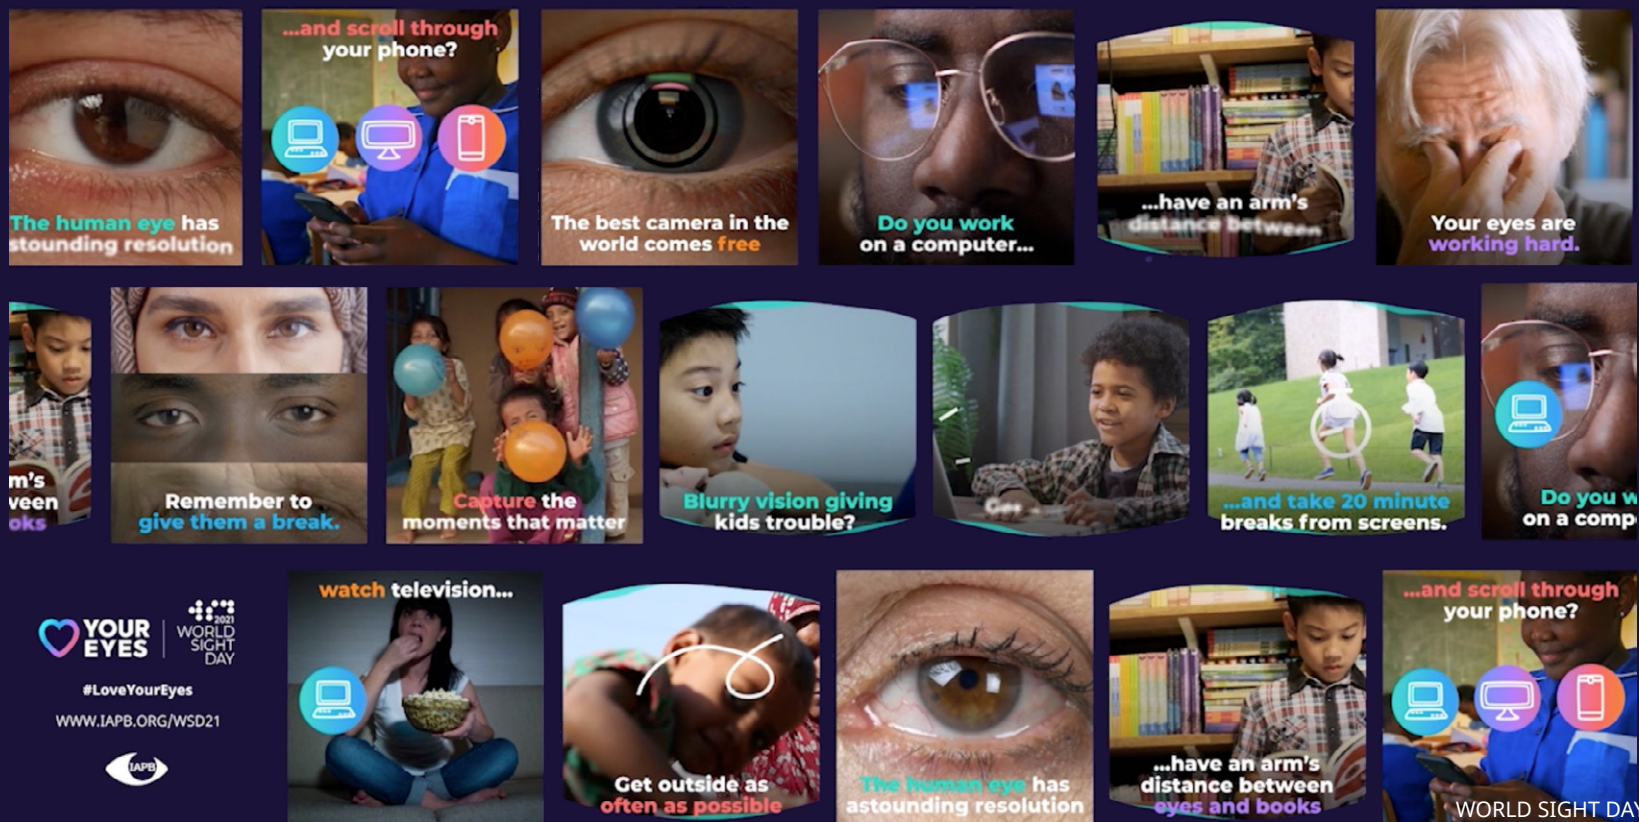 The human eye has
stounding resolution
...and scroll through
your phone?
The best camera in the
world comes free
Do you work
on a computer...
...have an arm's
distance between
Your eyes are
working hard.
m's
ween
oks
Remember to
give them a break.
Capture the
moments that matter
Blurry vision giving
kids trouble?
...and take 20 minute
breaks from screens.
Do you w
on a comp
YOUR
EYES
2021
WORLD
SIGHT
DAY
#LoveYourEyes
WWW.IAPB.ORG/WSD21
IAPB
watch television...
Get outside as
often as possible
The human eye has
astounding resolution
...have an arm's
distance between
eyes and books
...and scroll through
your phone?
WORLD SIGHT DAY